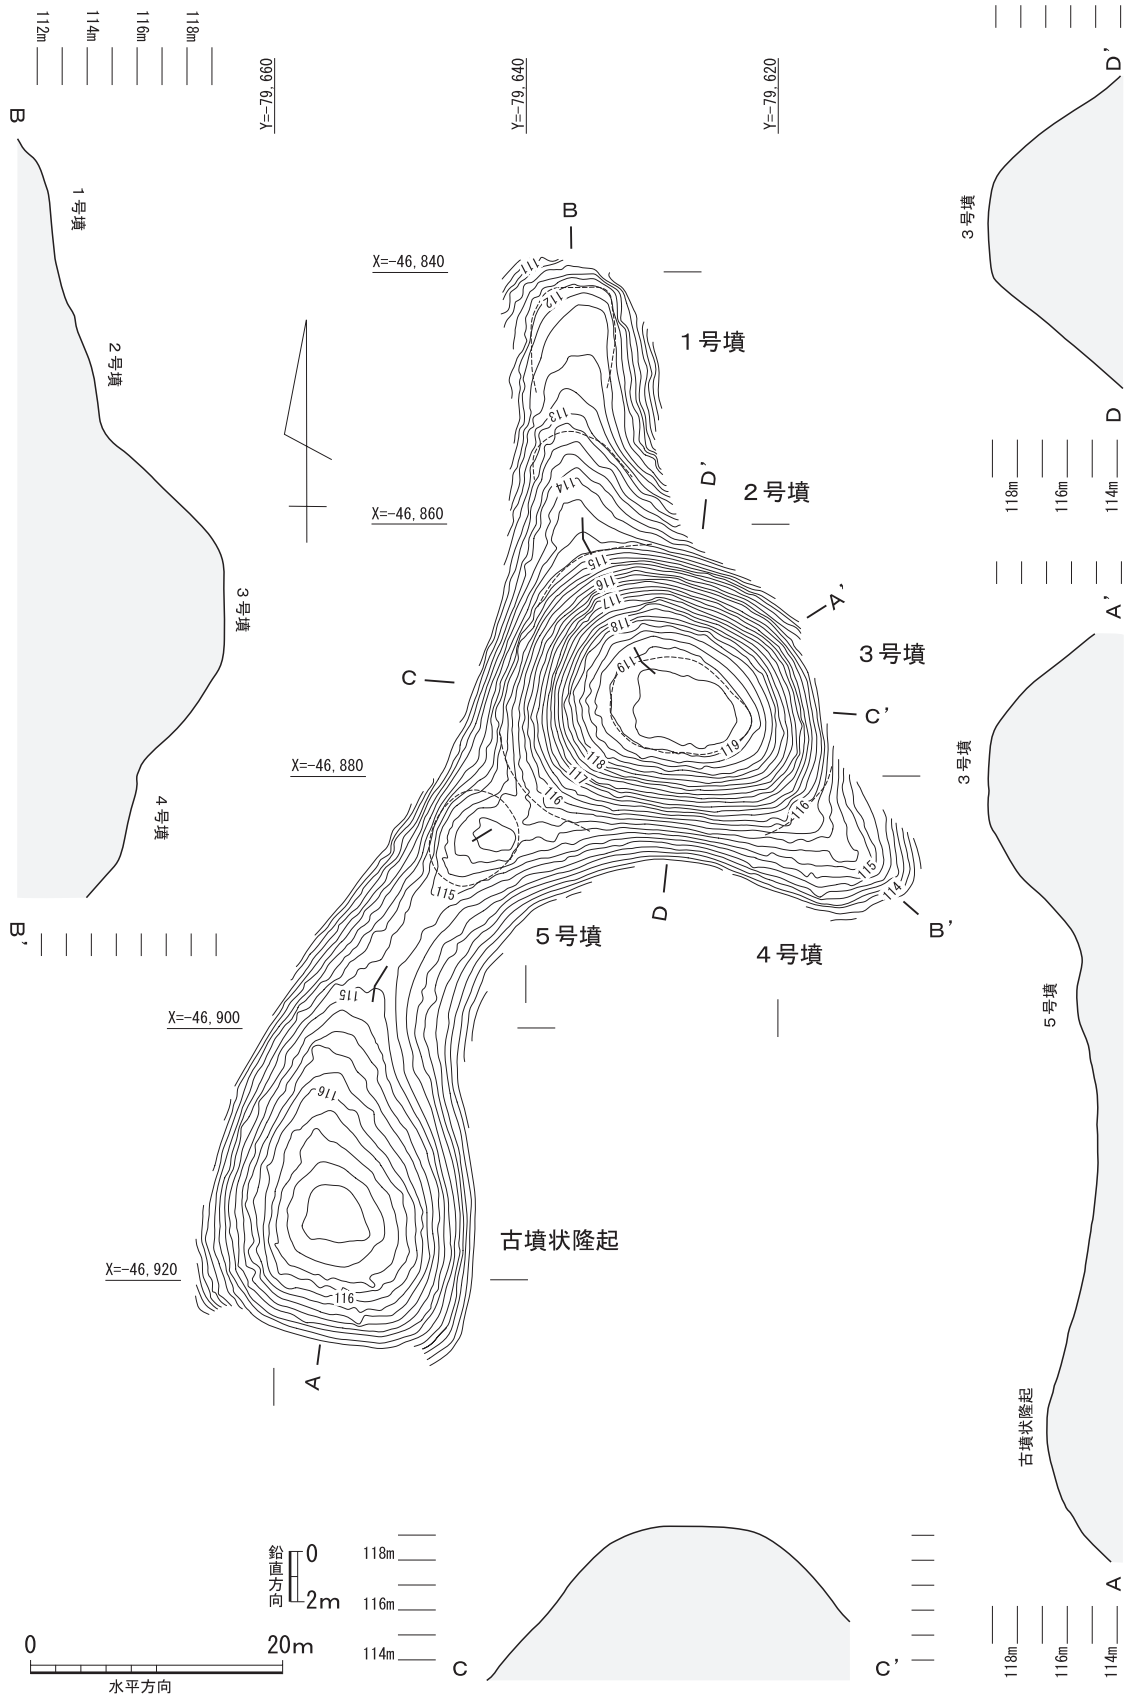 112m
114m
116m
118m
Y=-79,660
Y=-79,640
Y=-79,620
D'
B
1号墳
2号墳
3号墳
4号墳
B'
3号墳
D
118m
116m
114m
B
X=-46,840
111
112
1号墳
113
D'
2号墳
114
X=-46,860
115
116
117
118
119
A'
3号墳
C
C'
119
X=-46,880
118
117
116
116
115
115
114
B'
D
5号墳
4号墳
115
X=-46,900
116
古墳状隆起
X=-46,920
116
A
A'
3号墳
5号墳
古墳状隆起
A
118m
116m
114m
鉛直方向
0
2m
118m
116m
114m
C
C'
0
20m
水平方向